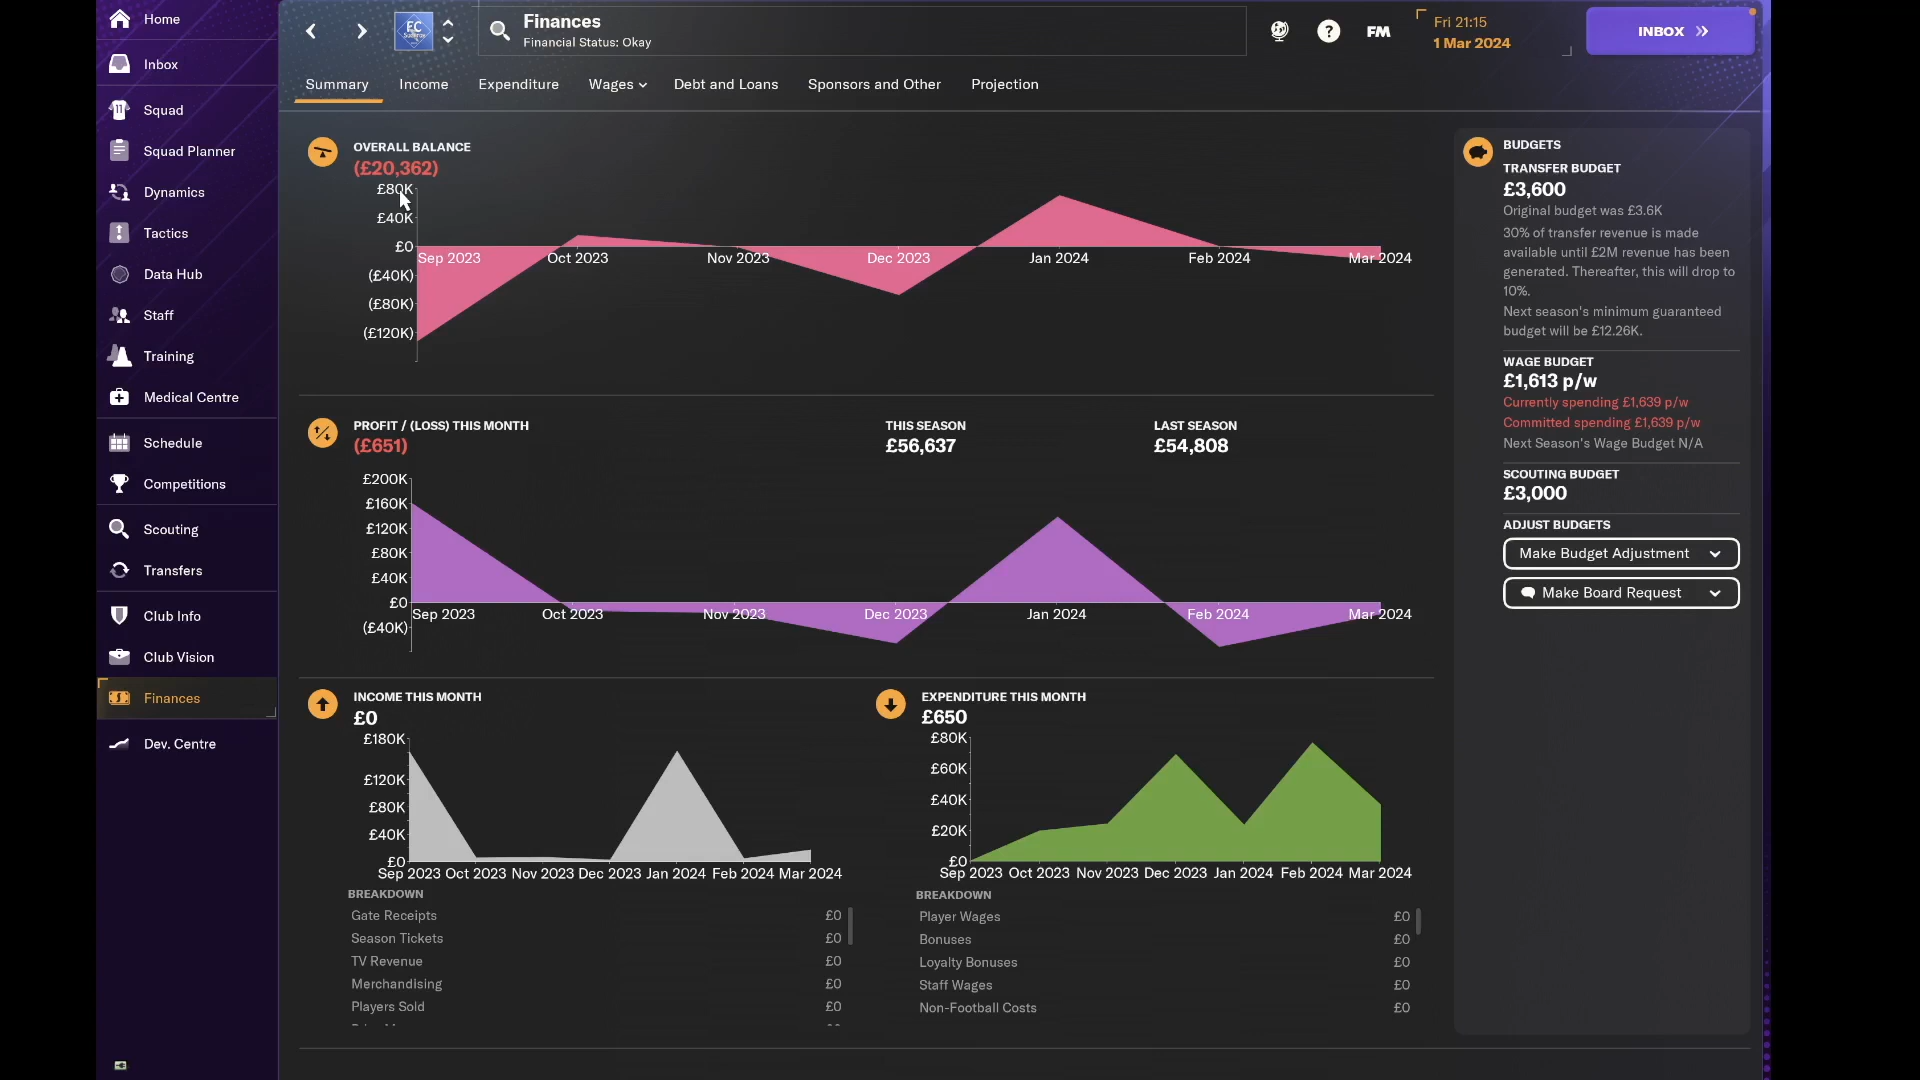 Home
Inbox
Squad
Squad Planner
Dynamics
Tactics
Data Hub
Staff
Training
Medical Centre
Schedule
Competitions
Scouting
Transfers
Club Info
Club Vision
Finances
Dev. Centre
FC
Finances
Financial Status: Okay
?
FM
Fri 21:15
1 Mar 2024
INBOX
Summary
Income
Expenditure
Wages
Debt and Loans
Sponsors and Other
Projection
OVERALL BALANCE
(£20,362)
£80K
£40K
£0
(£40K)
(£80K)
(£120K)
Sep 2023
Oct 2023
Nov 2023
Dec 2023
Jan 2024
Feb 2024
Mar 2024
PROFIT / (LOSS) THIS MONTH
(£651)
THIS SEASON
£56,637
LAST SEASON
£54,808
£200K
£160K
£120K
£80K
£40K
£0
(£40K)
Sep 2023
Oct 2023
Nov 2023
Dec 2023
Jan 2024
Feb 2024
Mar 2024
INCOME THIS MONTH
£0
£180K
£120K
£80K
£40K
£0
Sep 2023 Oct 2023 Nov 2023 Dec 2023 Jan 2024 Feb 2024 Mar 2024
BREAKDOWN
Gate Receipts £0
Season Tickets £0
TV Revenue £0
Merchandising £0
Players Sold £0
EXPENDITURE THIS MONTH
£650
£80K
£60K
£40K
£20K
£0
Sep 2023 Oct 2023 Nov 2023 Dec 2023 Jan 2024 Feb 2024 Mar 2024
BREAKDOWN
Player Wages £0
Bonuses £0
Loyalty Bonuses £0
Staff Wages £0
Non-Football Costs £0
BUDGETS
TRANSFER BUDGET
£3,600
Original budget was £3.6K
30% of transfer revenue is made
available until £2M revenue has been
generated. Thereafter, this will drop to
10%.
Next season's minimum guaranteed
budget will be £12.26K.
WAGE BUDGET
£1,613 p/w
Currently spending £1,639 p/w
Committed spending £1,639 p/w
Next Season's Wage Budget N/A
SCOUTING BUDGET
£3,000
ADJUST BUDGETS
Make Budget Adjustment
Make Board Request